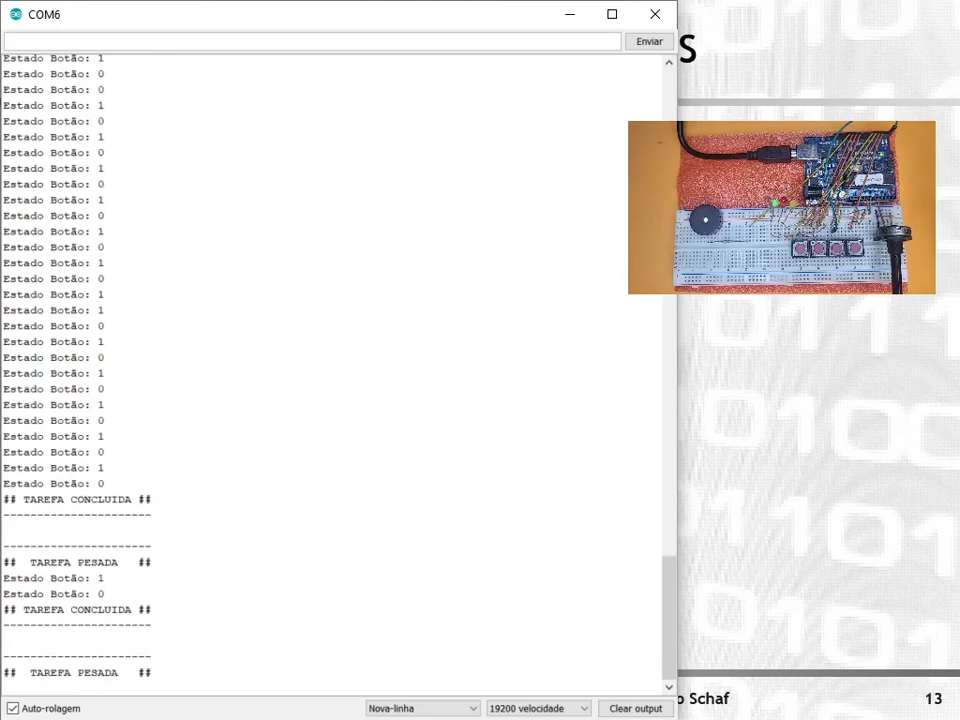 COM6
S
Enviar
Estado Botão: 1
Estado Botão: 0
Estado Botão: 0
Estado Botão: 1
Estado Botão: 0
Estado Botão: 1
Estado Botão: 0
Estado Botão: 1
Estado Botão: 0
Estado Botão: 1
Estado Botão: 0
Estado Botão: 1
Estado Botão: 0
Estado Botão: 1
Estado Botão: 0
Estado Botão: 1
Estado Botão: 1
Estado Botão: 0
Estado Botão: 1
Estado Botão: 0
Estado Botão: 1
Estado Botão: 0
Estado Botão: 1
Estado Botão: 0
Estado Botão: 1
Estado Botão: 0
Estado Botão: 1
Estado Botão: 0
## TAREFA CONCLUIDA ##
----------------------
----------------------
##  TAREFA PESADA   ##
Estado Botão: 1
Estado Botão: 0
## TAREFA CONCLUIDA ##
----------------------
----------------------
##  TAREFA PESADA   ##
o Schaf 13
Auto-rolagem Nova-linha 19200 velocidade Clear output